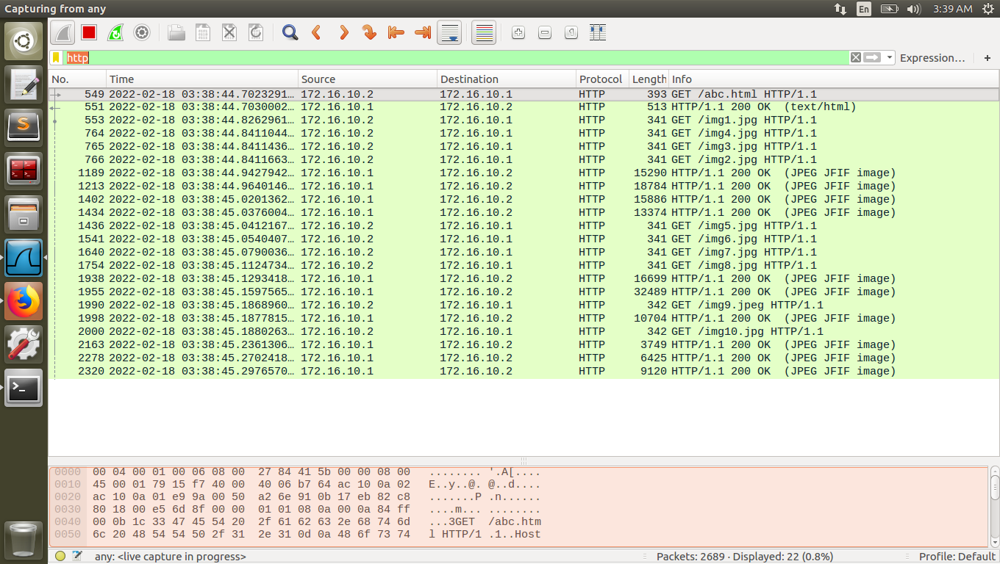 Capturing from any En 3:39 AM
http Expression… +
No. Time Source Destination Protocol Length Info
549 2022-02-18 03:38:44.7023291… 172.16.10.2 172.16.10.1 HTTP 393 GET /abc.html HTTP/1.1
551 2022-02-18 03:38:44.7030002… 172.16.10.1 172.16.10.2 HTTP 513 HTTP/1.1 200 OK (text/html)
553 2022-02-18 03:38:44.8262961… 172.16.10.2 172.16.10.1 HTTP 341 GET /img1.jpg HTTP/1.1
764 2022-02-18 03:38:44.8411044… 172.16.10.2 172.16.10.1 HTTP 341 GET /img4.jpg HTTP/1.1
765 2022-02-18 03:38:44.8411436… 172.16.10.2 172.16.10.1 HTTP 341 GET /img3.jpg HTTP/1.1
766 2022-02-18 03:38:44.8411663… 172.16.10.2 172.16.10.1 HTTP 341 GET /img2.jpg HTTP/1.1
1189 2022-02-18 03:38:44.9427942… 172.16.10.1 172.16.10.2 HTTP 15290 HTTP/1.1 200 OK (JPEG JFIF image)
1213 2022-02-18 03:38:44.9640146… 172.16.10.1 172.16.10.2 HTTP 18784 HTTP/1.1 200 OK (JPEG JFIF image)
1402 2022-02-18 03:38:45.0201362… 172.16.10.1 172.16.10.2 HTTP 15886 HTTP/1.1 200 OK (JPEG JFIF image)
1434 2022-02-18 03:38:45.0376004… 172.16.10.1 172.16.10.2 HTTP 13374 HTTP/1.1 200 OK (JPEG JFIF image)
1436 2022-02-18 03:38:45.0412167… 172.16.10.2 172.16.10.1 HTTP 341 GET /img5.jpg HTTP/1.1
1541 2022-02-18 03:38:45.0540407… 172.16.10.2 172.16.10.1 HTTP 341 GET /img6.jpg HTTP/1.1
1640 2022-02-18 03:38:45.0790036… 172.16.10.2 172.16.10.1 HTTP 341 GET /img7.jpg HTTP/1.1
1754 2022-02-18 03:38:45.1124734… 172.16.10.2 172.16.10.1 HTTP 341 GET /img8.jpg HTTP/1.1
1938 2022-02-18 03:38:45.1293418… 172.16.10.1 172.16.10.2 HTTP 16699 HTTP/1.1 200 OK (JPEG JFIF image)
1955 2022-02-18 03:38:45.1597565… 172.16.10.1 172.16.10.2 HTTP 32489 HTTP/1.1 200 OK (JPEG JFIF image)
1990 2022-02-18 03:38:45.1868960… 172.16.10.2 172.16.10.1 HTTP 342 GET /img9.jpeg HTTP/1.1
1998 2022-02-18 03:38:45.1877815… 172.16.10.1 172.16.10.2 HTTP 10704 HTTP/1.1 200 OK (JPEG JFIF image)
2000 2022-02-18 03:38:45.1880263… 172.16.10.2 172.16.10.1 HTTP 342 GET /img10.jpg HTTP/1.1
2163 2022-02-18 03:38:45.2361306… 172.16.10.1 172.16.10.2 HTTP 3749 HTTP/1.1 200 OK (JPEG JFIF image)
2278 2022-02-18 03:38:45.2702418… 172.16.10.1 172.16.10.2 HTTP 6425 HTTP/1.1 200 OK (JPEG JFIF image)
2320 2022-02-18 03:38:45.2976570… 172.16.10.1 172.16.10.2 HTTP 9120 HTTP/1.1 200 OK (JPEG JFIF image)
0000 00 04 00 01 00 06 08 00 27 84 41 5b 00 00 08 00 ........ '.A[....
0010 45 00 01 79 15 f7 40 00 40 06 b7 64 ac 10 0a 02 E..y..@. @..d....
0020 ac 10 0a 01 e9 9a 00 50 a2 6e 91 0b 17 eb 82 c8 .......P .n......
0030 80 18 00 e5 6d 8f 00 00 01 01 08 0a 00 0a 84 ff ....m... ........
0040 00 0b 1c 33 47 45 54 20 2f 61 62 63 2e 68 74 6d ...3GET /abc.htm
0050 6c 20 48 54 54 50 2f 31 2e 31 0d 0a 48 6f 73 74 l HTTP/1 .1..Host
any: <live capture in progress> Packets: 2689 · Displayed: 22 (0.8%) Profile: Default